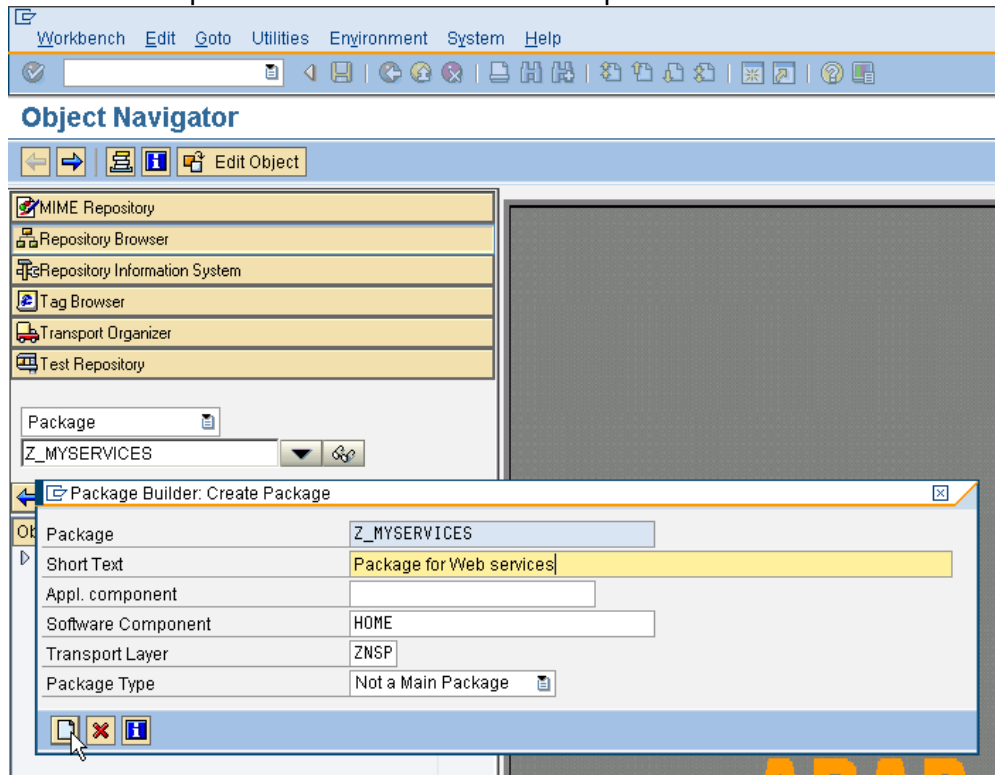 Workbench Edit Goto Utilities Environment System Help
Object Navigator
Edit Object
MIME Repository
Repository Browser
Repository Information System
Tag Browser
Transport Organizer
Test Repository
Package
Z_MYSERVICES
Package Builder: Create Package
Ob
Package Z_MYSERVICES
Short Text Package for Web services
Appl. component
Software Component HOME
Transport Layer ZNSP
Package Type Not a Main Package
ABAP